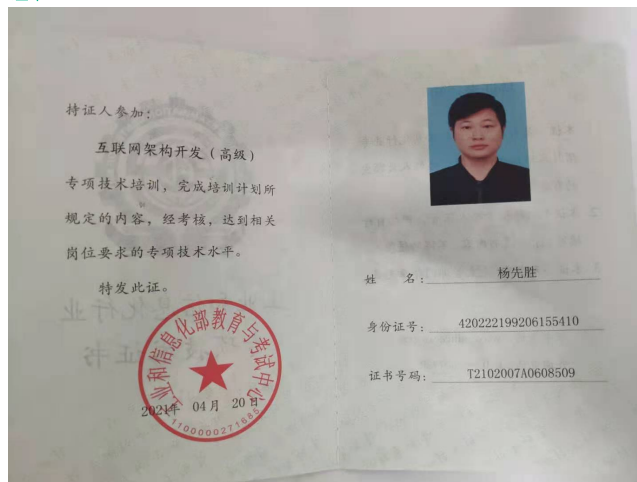 持证人参加：
互联网架构开发（高级）
专项技术培训，完成培训计划所
规定的内容，经考核，达到相关
岗位要求的专项技术水平。
特发此证。
工业和信息化部教育与考试中心
2021年 04月 20日
1100000271685
姓 名：杨先胜
身份证号：420222199206155410
证书号码：T2102007A0608509